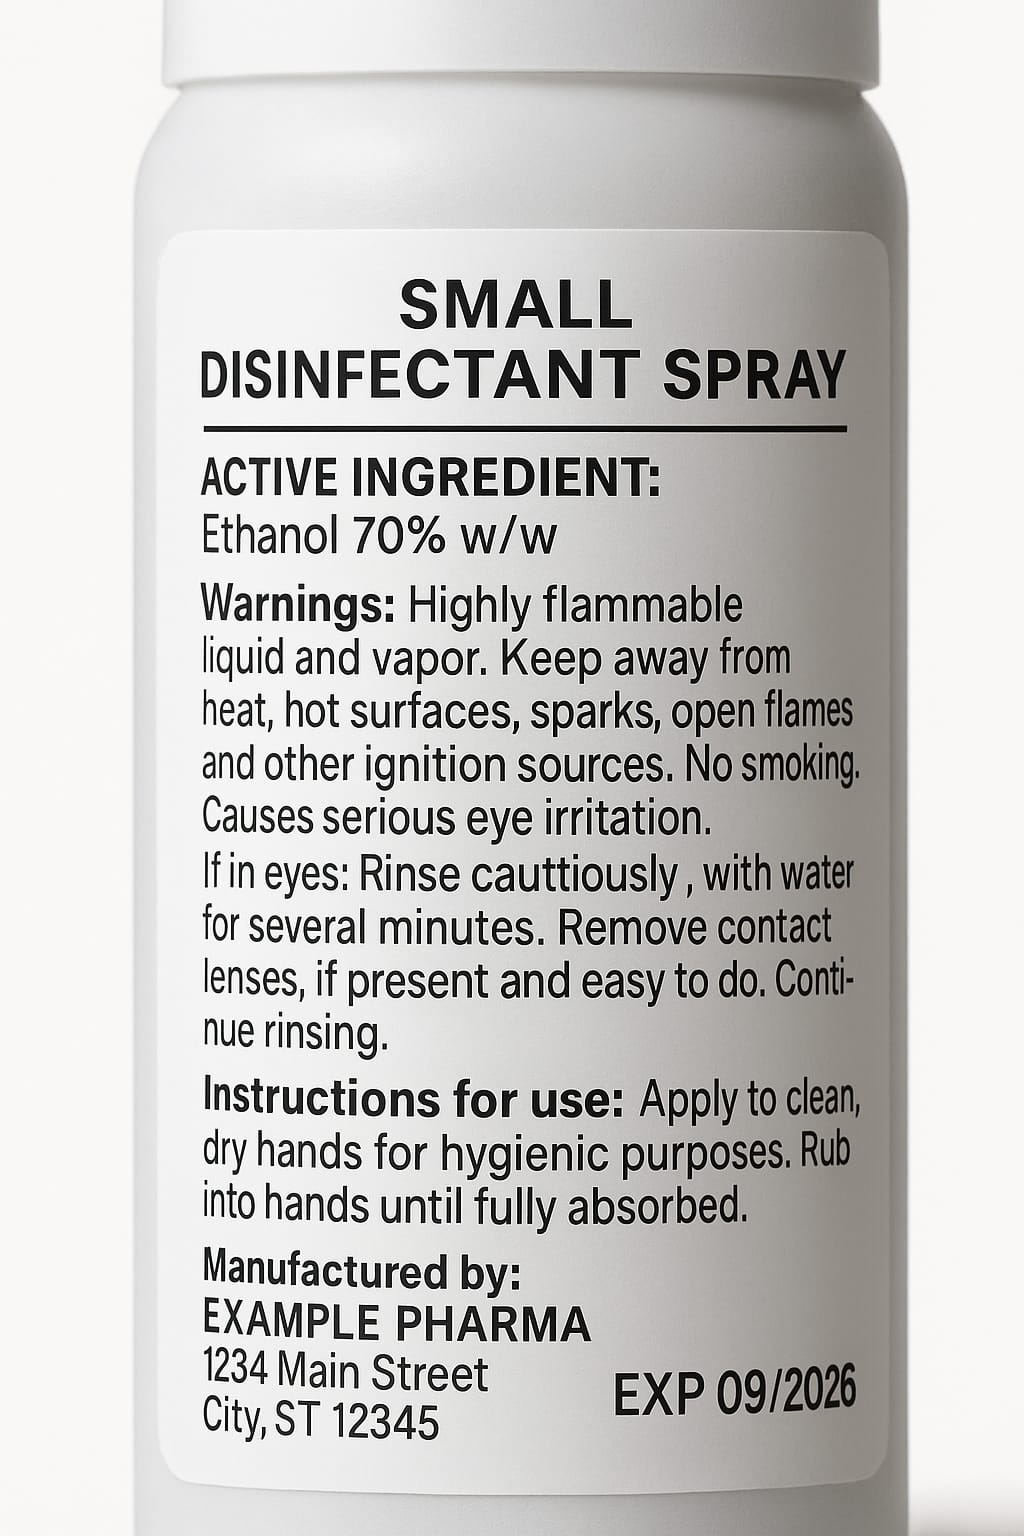 SMALL
DISINFECTANT SPRAY
ACTIVE INGREDIENT:
Ethanol 70% w/w
Warnings: Highly flammable
liquid and vapor. Keep away from
heat, hot surfaces, sparks, open flames
and other ignition sources. No smoking.
Causes serious eye irritation.
If in eyes: Rinse cauttiously , with water
for several minutes. Remove contact
lenses, if present and easy to do. Conti-
nue rinsing.
Instructions for use: Apply to clean,
dry hands for hygienic purposes. Rub
into hands until fully absorbed.
Manufactured by:
EXAMPLE PHARMA
1234 Main Street
City, ST 12345
EXP 09/2026